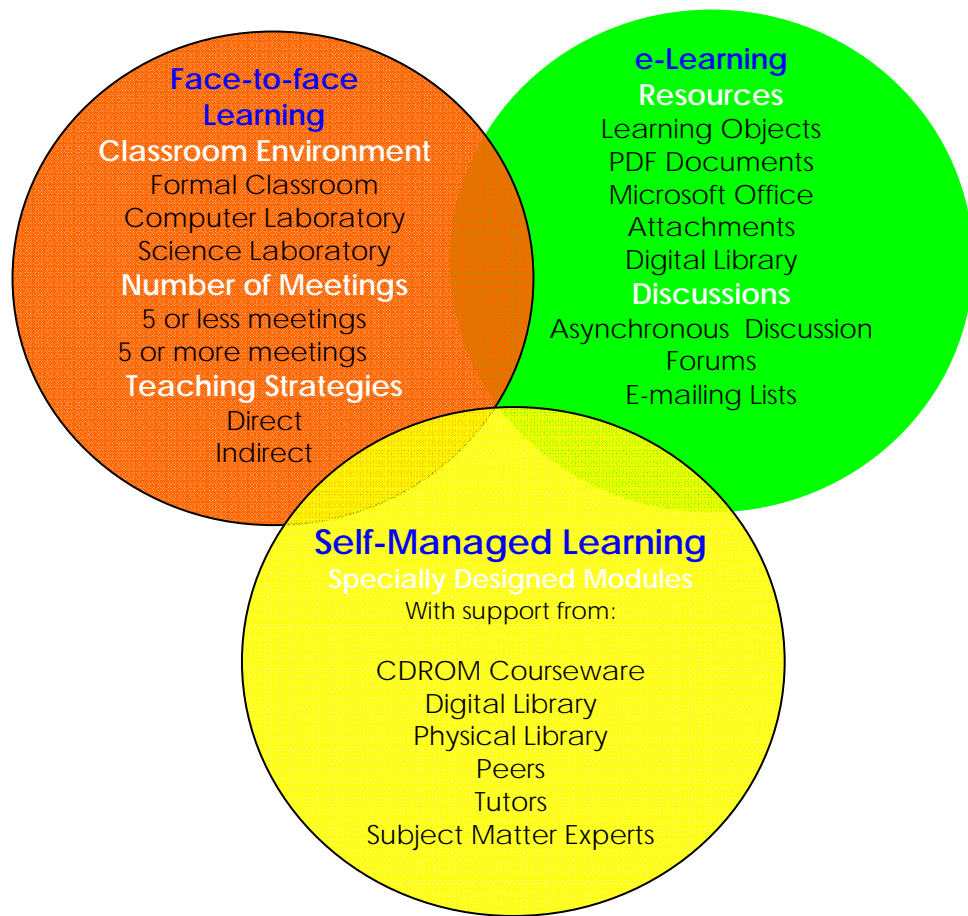 Face-to-face
Learning
Classroom Environment
Formal Classroom
Computer Laboratory
Science Laboratory
Number of Meetings
5 or less meetings
5 or more meetings
Teaching Strategies
Direct
Indirect
e-Learning
Resources
Learning Objects
PDF Documents
Microsoft Office
Attachments
Digital Library
Discussions
Asynchronous Discussion
Forums
E-mailing Lists
Self-Managed Learning
Specially Designed Modules
With support from:
CDROM Courseware
Digital Library
Physical Library
Peers
Tutors
Subject Matter Experts